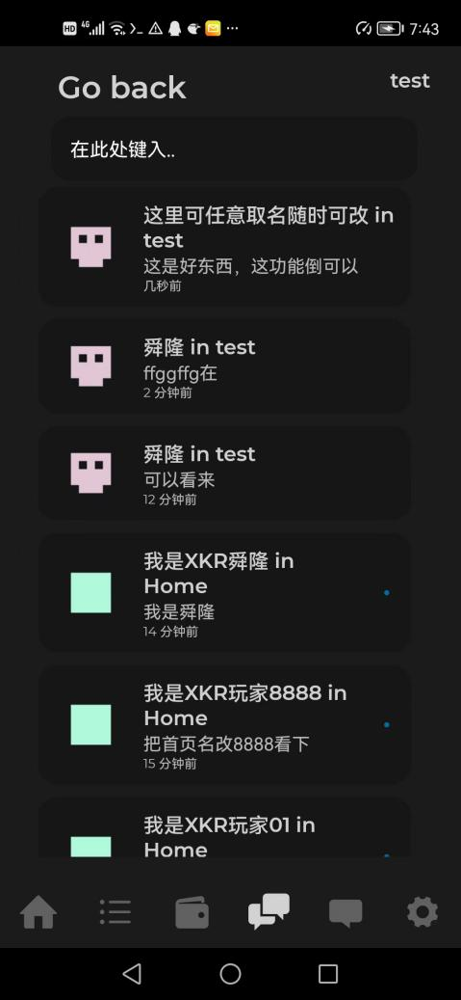 HD 4G 7:43
Go back
test
在此处键入..
这里可任意取名随时可改 in
test
这是好东西，这功能倒可以
几秒前
舜隆 in test
ffggffg在
2 分钟前
舜隆 in test
可以看来
12 分钟前
我是XKR舜隆 in
Home
我是舜隆
14 分钟前
我是XKR玩家8888 in
Home
把首页名改8888看下
15 分钟前
我是XKR玩家01 in
Home